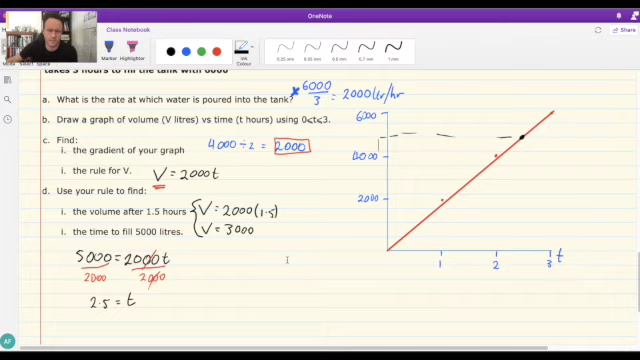 OneNote
Home Insert Draw View Class Notebook
Marker Highlighter
Ink Colour
0.25 mm 0.35 mm 0.5 mm 0.7 mm 1 mm
takes 3 hours to fill the tank with 6000
a. What is the rate at which water is poured into the tank? * 6000/3 = 2000 ltr/hr
b. Draw a graph of volume (V litres) vs time (t hours) using 0≤t≤3.
c. Find: 4000 ÷ 2 = 2000
i. the gradient of your graph
i. the rule for V. V = 2000t
d. Use your rule to find:
i. the volume after 1.5 hours V = 2000(1.5)
i. the time to fill 5000 litres. V = 3000
5000 = 2000t
2000 2000
2.5 = t
6000
2000
1 2 3 t
AF